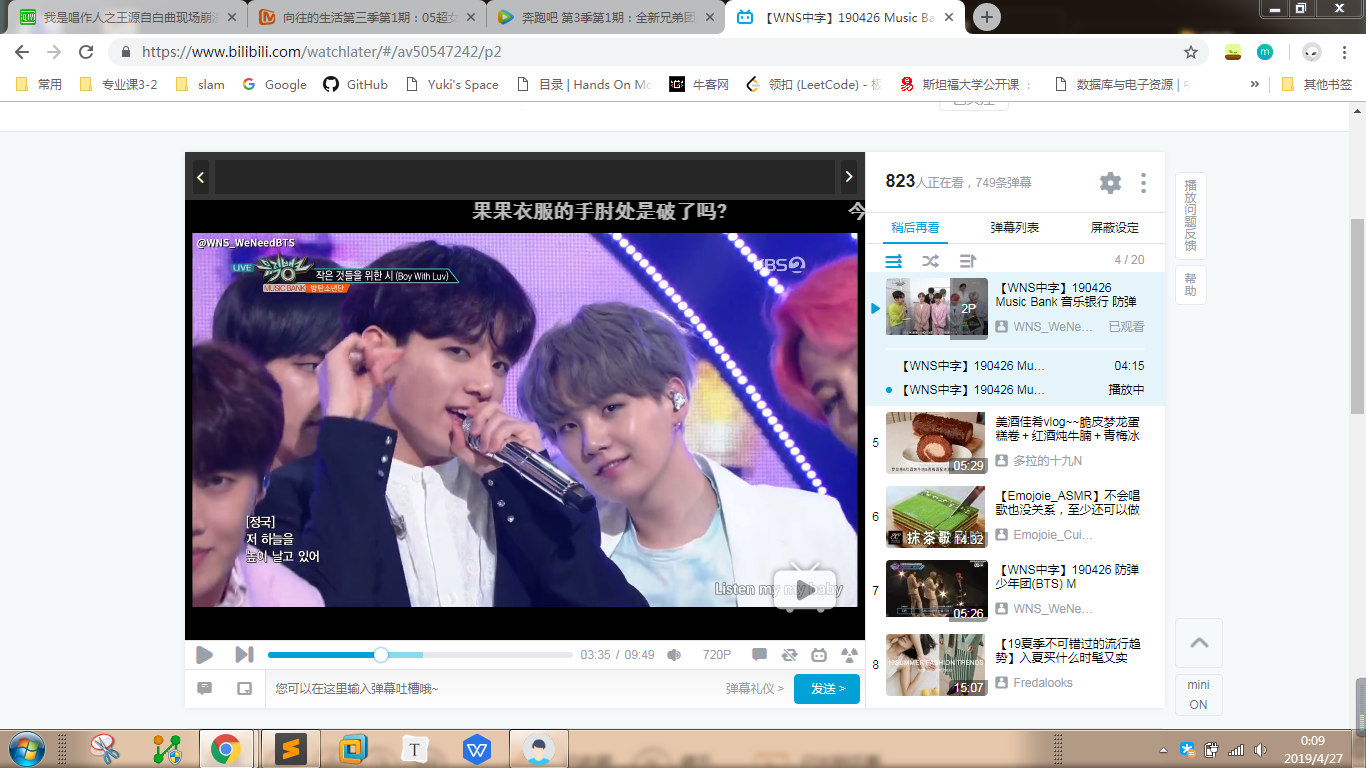 我是唱作人之王源自白曲现场崩
向往的生活第三季第1期：05超女
奔跑吧 第3季第1期：全新兄弟团
【WNS中字】190426 Music Ba
https://www.bilibili.com/watchlater/#/av50547242/p2
常用
专业课3-2
slam
Google
GitHub
Yuki's Space
目录 | Hands On Mo
牛客网
领扣 (LeetCode) - 极
斯坦福大学公开课 :
数据库与电子资源 |
»
其他书签
823人正在看，749条弹幕
果果衣服的手肘处是破了吗?
今
@WNS_WeNeedBTS
LIVE
뮤직뱅크
작은 것들을 위한 시 (Boy With Luv)
MUSIC BANK 방탄소년단
KBS2
[정국]
저 하늘을
높이 날고 있어
Listen my my baby
稍后再看
弹幕列表
屏蔽设定
4 / 20
2P
【WNS中字】190426
Music Bank 音乐银行 防弹
WNS_WeNe...
已观看
【WNS中字】190426 Mu...
04:15
【WNS中字】190426 Mu...
播放中
5
05:29
美酒佳肴vlog~~脆皮梦龙蛋
糕卷＋红酒炖牛腩＋青梅冰
多拉的十九N
6
抹茶歌剧
14:32
【Emojoie_ASMR】不会唱
歌也没关系，至少还可以做
Emojoie_Cui...
7
05:26
【WNS中字】190426 防弹
少年团(BTS) M
WNS_WeNe...
8
SUMMER FASHION TRENDS
15:07
【19夏季不可错过的流行趋
势】入夏买什么时髦又实
Fredalooks
播放问题反馈
帮助
03:35 / 09:49
720P
您可以在这里输入弹幕吐槽哦~
弹幕礼仪 >
发送 >
mini
ON
0:09
2019/4/27